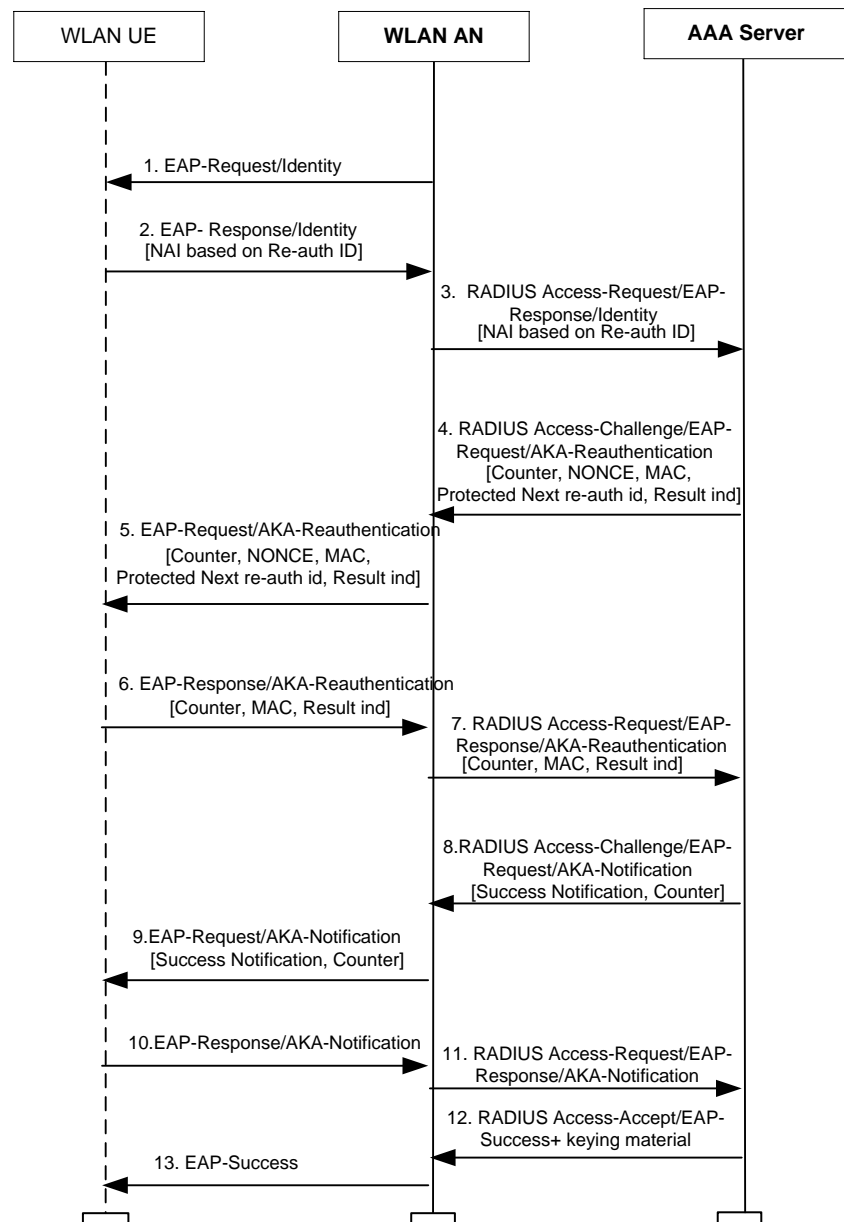 WLAN UE
WLAN AN
AAA Server
1. EAP-Request/Identity
2. EAP- Response/Identity
[NAI based on Re-auth ID]
3. RADIUS Access-Request/EAP-
Response/Identity
[NAI based on Re-auth ID]
4. RADIUS Access-Challenge/EAP-
Request/AKA-Reauthentication
[Counter, NONCE, MAC,
Protected Next re-auth id, Result ind]
5. EAP-Request/AKA-Reauthentication
[Counter, NONCE, MAC,
Protected Next re-auth id, Result ind]
6. EAP-Response/AKA-Reauthentication
[Counter, MAC, Result ind]
7. RADIUS Access-Request/EAP-
Response/AKA-Reauthentication
[Counter, MAC, Result ind]
8.RADIUS Access-Challenge/EAP-
Request/AKA-Notification
[Success Notification, Counter]
9.EAP-Request/AKA-Notification
[Success Notification, Counter]
10.EAP-Response/AKA-Notification
11. RADIUS Access-Request/EAP-
Response/AKA-Notification
12. RADIUS Access-Accept/EAP-
Success+ keying material
13. EAP-Success